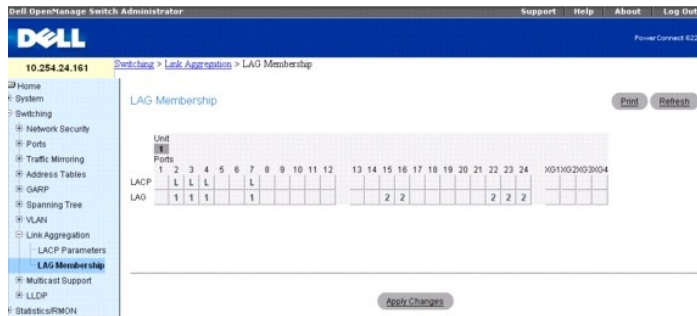 Dell OpenManage Switch Administrator Support Help About Log Out
DELL
PowerConnect 622
10.254.24.161
Switching > Link Aggregation > LAG Membership
Home
System
Switching
Network Security
Ports
Traffic Mirroring
Address Tables
GARP
Spanning Tree
VLAN
Link Aggregation
LACP Parameters
LAG Membership
Multicast Support
LLDP
Statistics/RMON
LAG Membership
Print Refresh
Unit
1
Ports
1 2 3 4 5 6 7 8 9 10 11 12 13 14 15 16 17 18 19 20 21 22 23 24 XG1 XG2 XG3 XG4
LACP L L L L
LAG 1 1 1 1 2 2 2 2 2
Apply Changes